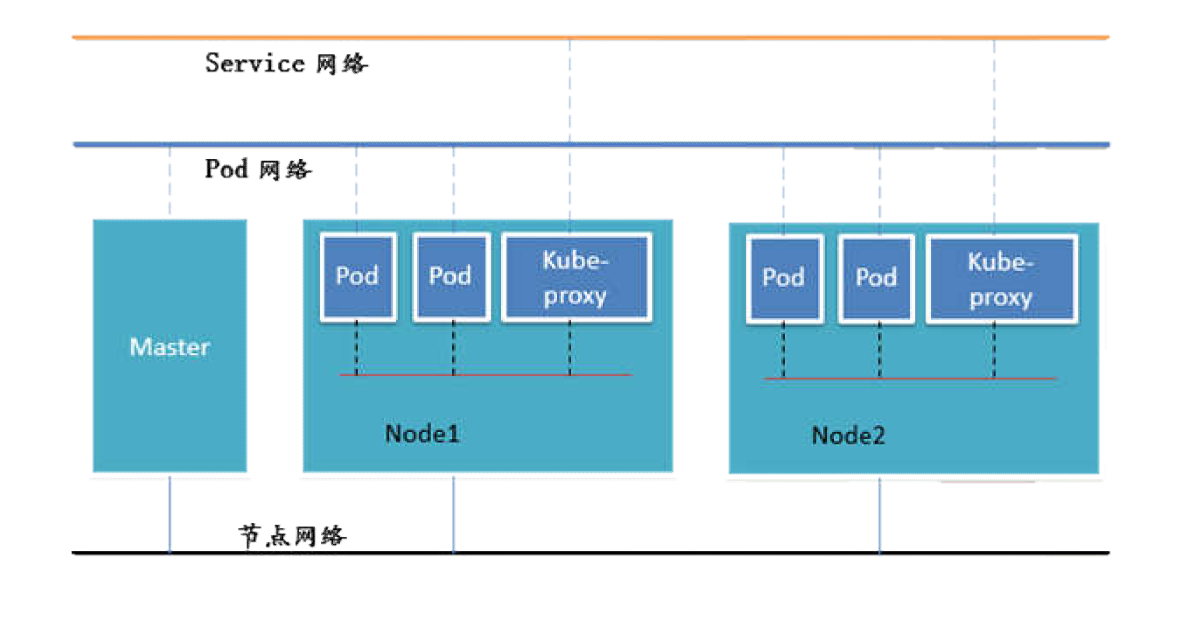 Service 网络
Pod 网络
Master
Pod
Pod
Kube-
proxy
Node1
Pod
Pod
Kube-
proxy
Node2
节点网络